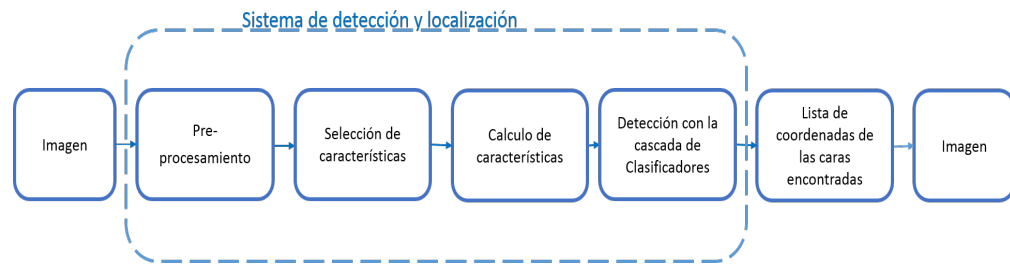 Sistema de detección y localización
Imagen
Pre-
procesamiento
Selección de
características
Calculo de
características
Detección con la
cascada de
Clasificadores
Lista de
coordenadas de
las caras
encontradas
Imagen